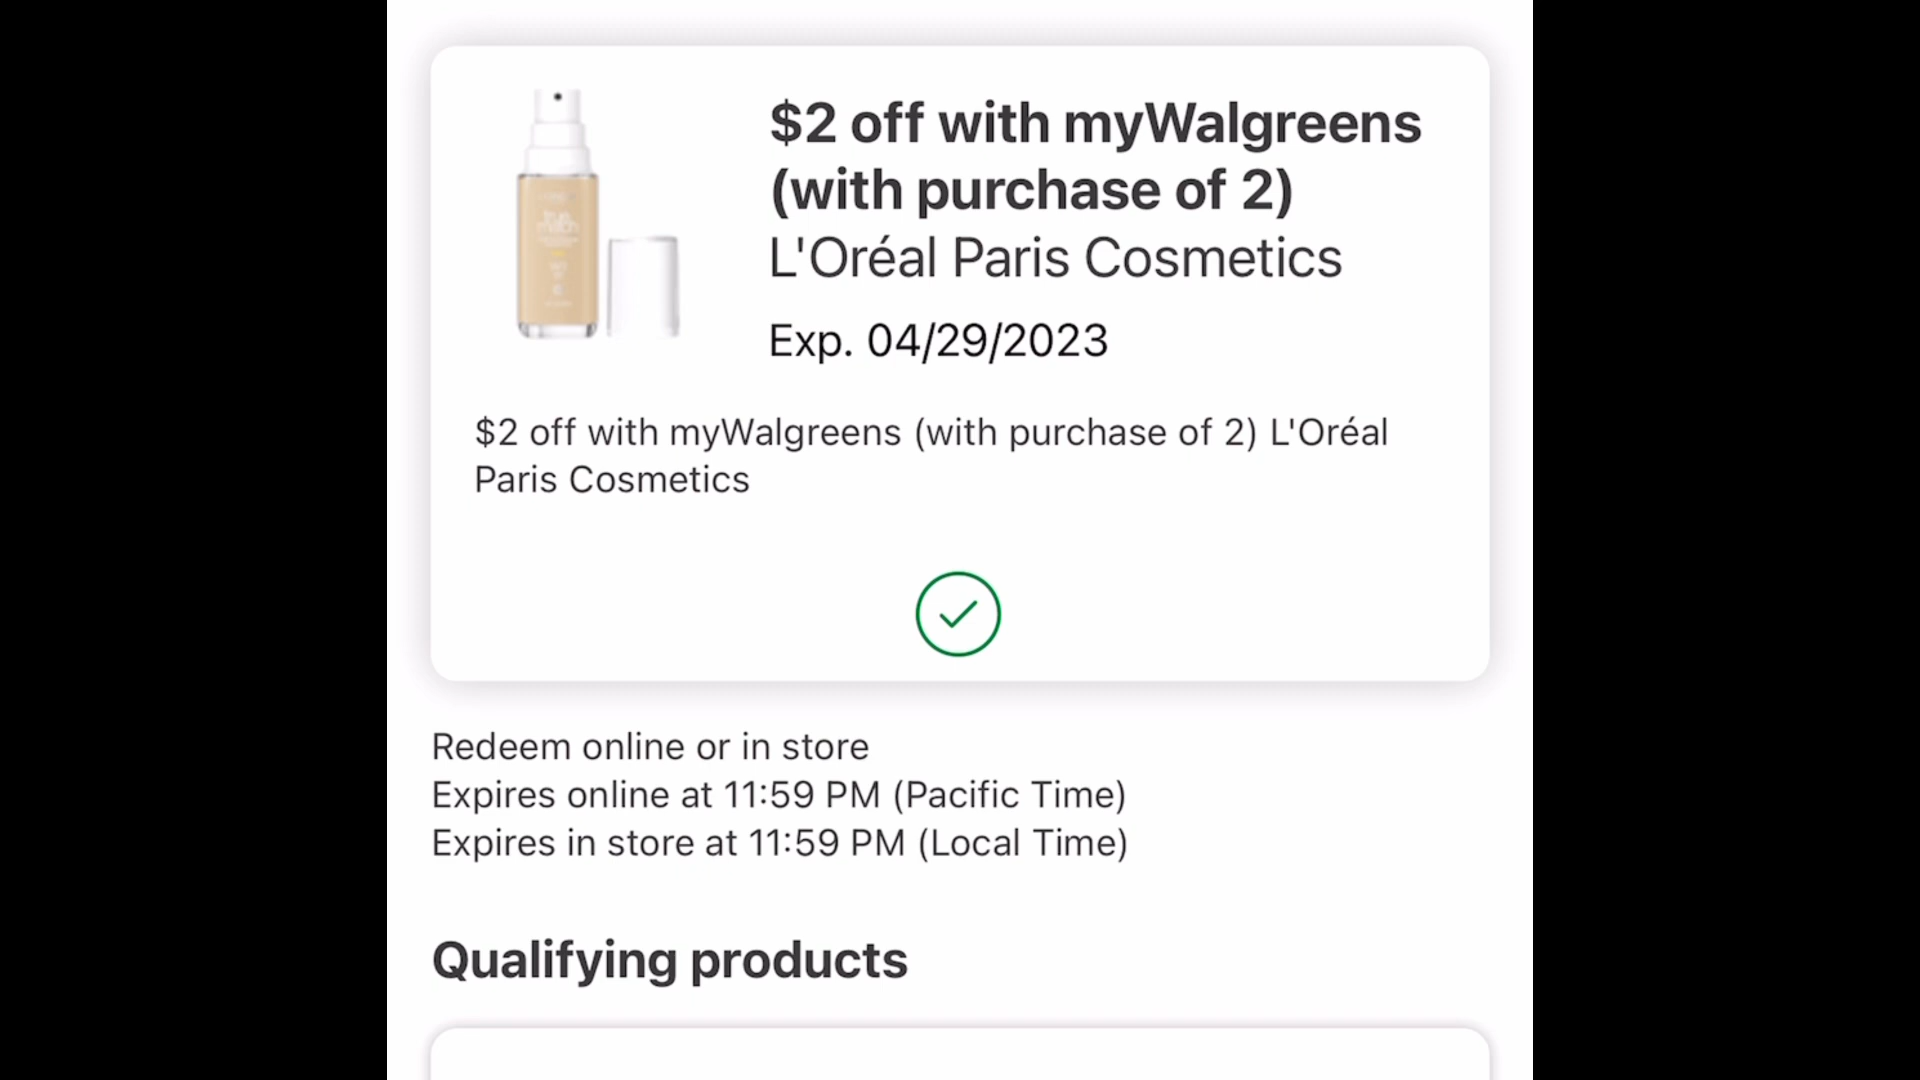 $2 off with myWalgreens
(with purchase of 2)
L'Oréal Paris Cosmetics
Exp. 04/29/2023
true
match
$2 off with myWalgreens (with purchase of 2) L'Oréal
Paris Cosmetics
Redeem online or in store
Expires online at 11:59 PM (Pacific Time)
Expires in store at 11:59 PM (Local Time)
Qualifying products